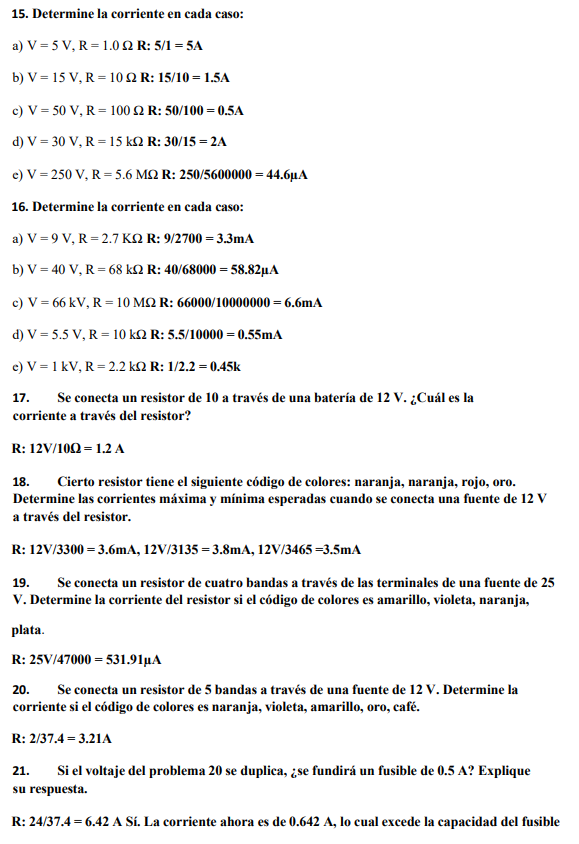 15. Determine la corriente en cada caso:
a) V = 5 V, R = 1.0 Ω R: 5/1 = 5A
b) V = 15 V, R = 10 Ω R: 15/10 = 1.5A
c) V = 50 V, R = 100 Ω R: 50/100 = 0.5A
d) V = 30 V, R = 15 kΩ R: 30/15 = 2A
e) V = 250 V, R = 5.6 MΩ R: 250/5600000 = 44.6µA
16. Determine la corriente en cada caso:
a) V = 9 V, R = 2.7 KΩ R: 9/2700 = 3.3mA
b) V = 40 V, R = 68 kΩ R: 40/68000 = 58.82µA
c) V = 66 kV, R = 10 MΩ R: 66000/10000000 = 6.6mA
d) V = 5.5 V, R = 10 kΩ R: 5.5/10000 = 0.55mA
e) V = 1 kV, R = 2.2 kΩ R: 1/2.2 = 0.45k
17. Se conecta un resistor de 10 a través de una batería de 12 V. ¿Cuál es la
corriente a través del resistor?
R: 12V/10Ω = 1.2 A
18. Cierto resistor tiene el siguiente código de colores: naranja, naranja, rojo, oro.
Determine las corrientes máxima y mínima esperadas cuando se conecta una fuente de 12 V
a través del resistor.
R: 12V/3300 = 3.6mA, 12V/3135 = 3.8mA, 12V/3465 =3.5mA
19. Se conecta un resistor de cuatro bandas a través de las terminales de una fuente de 25
V. Determine la corriente del resistor si el código de colores es amarillo, violeta, naranja,
plata.
R: 25V/47000 = 531.91µA
20. Se conecta un resistor de 5 bandas a través de una fuente de 12 V. Determine la
corriente si el código de colores es naranja, violeta, amarillo, oro, café.
R: 2/37.4 = 3.21A
21. Si el voltaje del problema 20 se duplica, ¿se fundirá un fusible de 0.5 A? Explique
su respuesta.
R: 24/37.4 = 6.42 A Sí. La corriente ahora es de 0.642 A, lo cual excede la capacidad del fusible